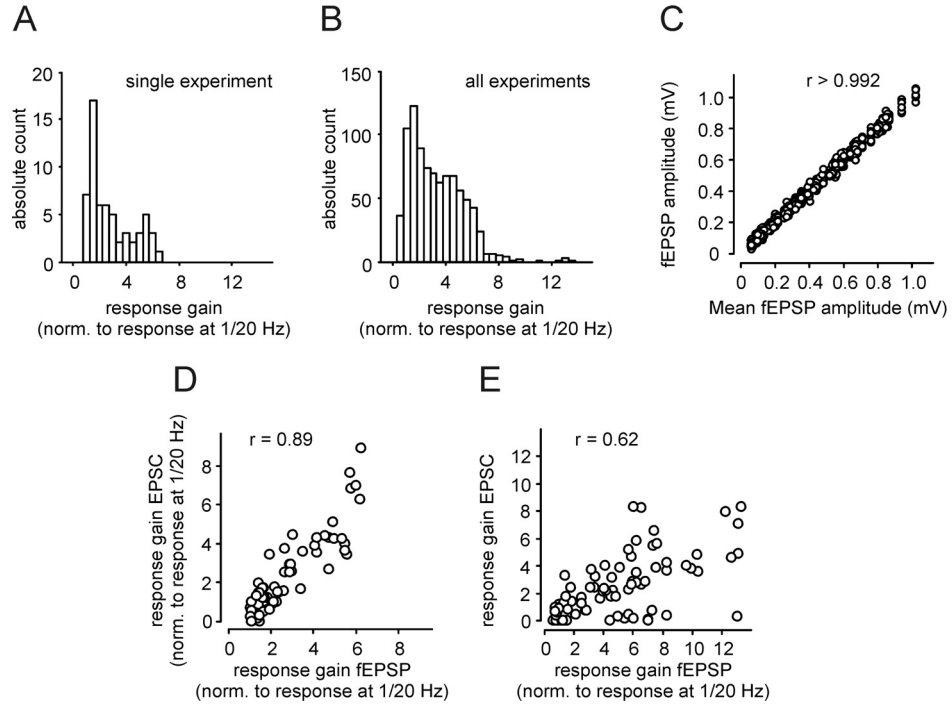 A
B
C
20
15
10
5
0
absolute count
single experiment
0
4
8
12
response gain
(norm. to response at 1/20 Hz)
150
100
50
0
absolute count
all experiments
0
4
8
12
response gain
(norm. to response at 1/20 Hz)
r > 0.992
1.0
0.8
0.6
0.4
0.2
0
fEPSP amplitude (mV)
0
0.2
0.4
0.6
0.8
1.0
Mean fEPSP amplitude (mV)
D
E
r = 0.89
8
6
4
2
0
response gain EPSC
(norm. to response at 1/20 Hz)
0
2
4
6
8
response gain fEPSP
(norm. to response at 1/20 Hz)
r = 0.62
12
10
8
6
4
2
0
response gain EPSC
0
2
4
6
8
10
12
response gain fEPSP
(norm. to response at 1/20 Hz)